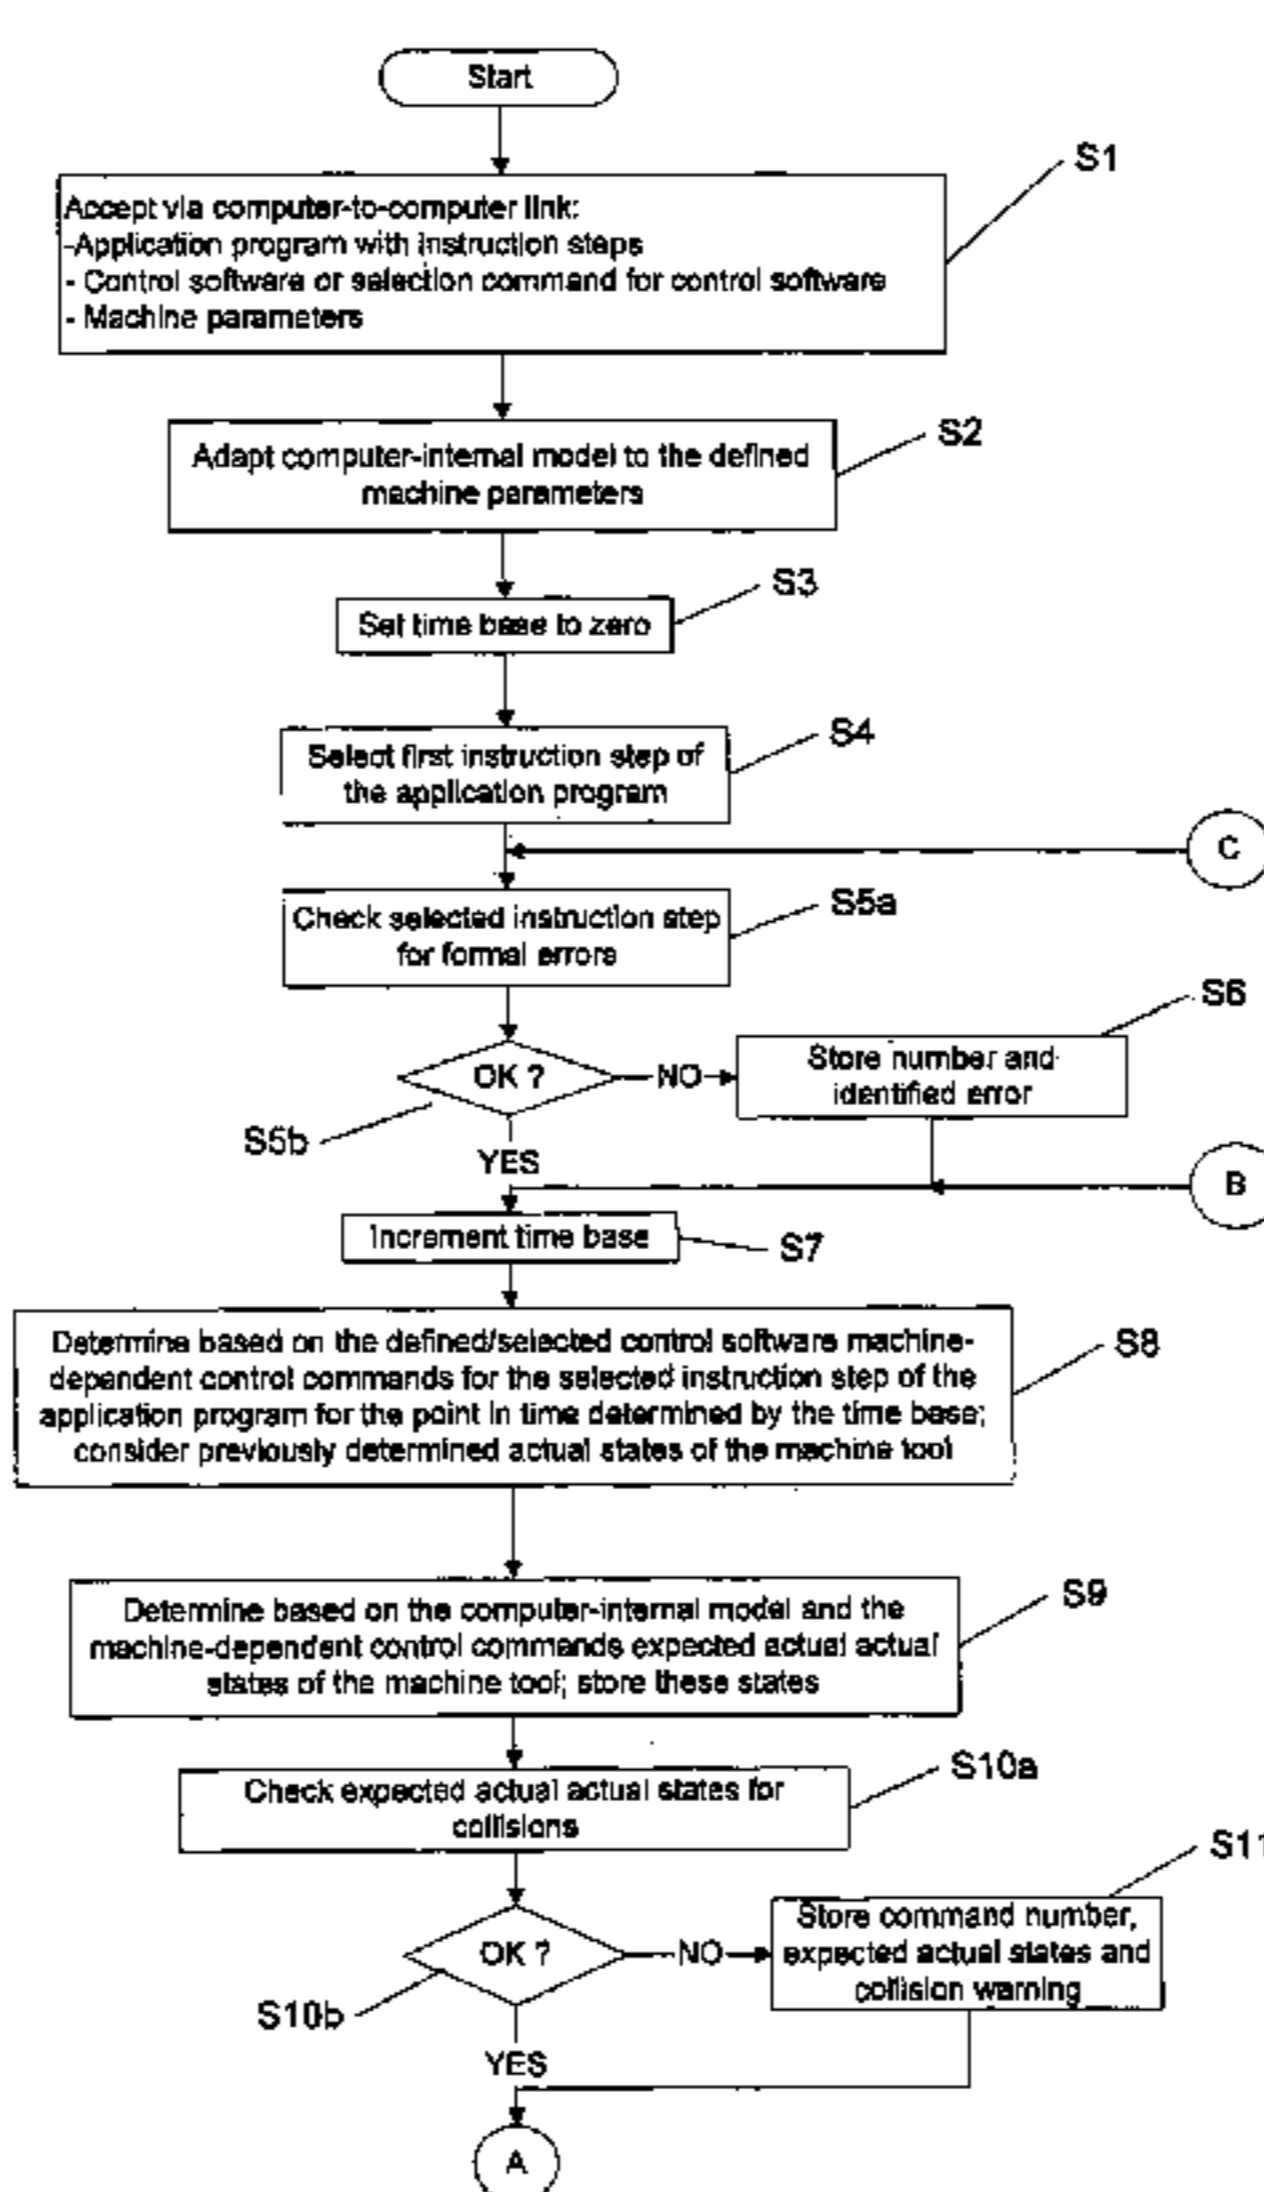 Start
S1
Accept via computer-to-computer link:
-Application program with instruction steps
- Control software or selection command for control software
- Machine parameters
S2
Adapt computer-internal model to the defined
machine parameters
S3
Set time base to zero
S4
Select first instruction step of
the application program
C
S5a
Check selected instruction step
for formal errors
S6
OK ?
NO
Store number and
identified error
S5b
YES
B
Increment time base
S7
Determine based on the defined/selected control software machine-
dependent control commands for the selected instruction step of the
application program for the point in time determined by the time base;
consider previously determined actual states of the machine tool
S8
Determine based on the computer-internal model and the
machine-dependent control commands expected actual actual
states of the machine tool; store these states
S9
Check expected actual actual states for
collisions
S10a
S11
OK ?
NO
Store command number,
expected actual states and
collision warning
S10b
YES
A